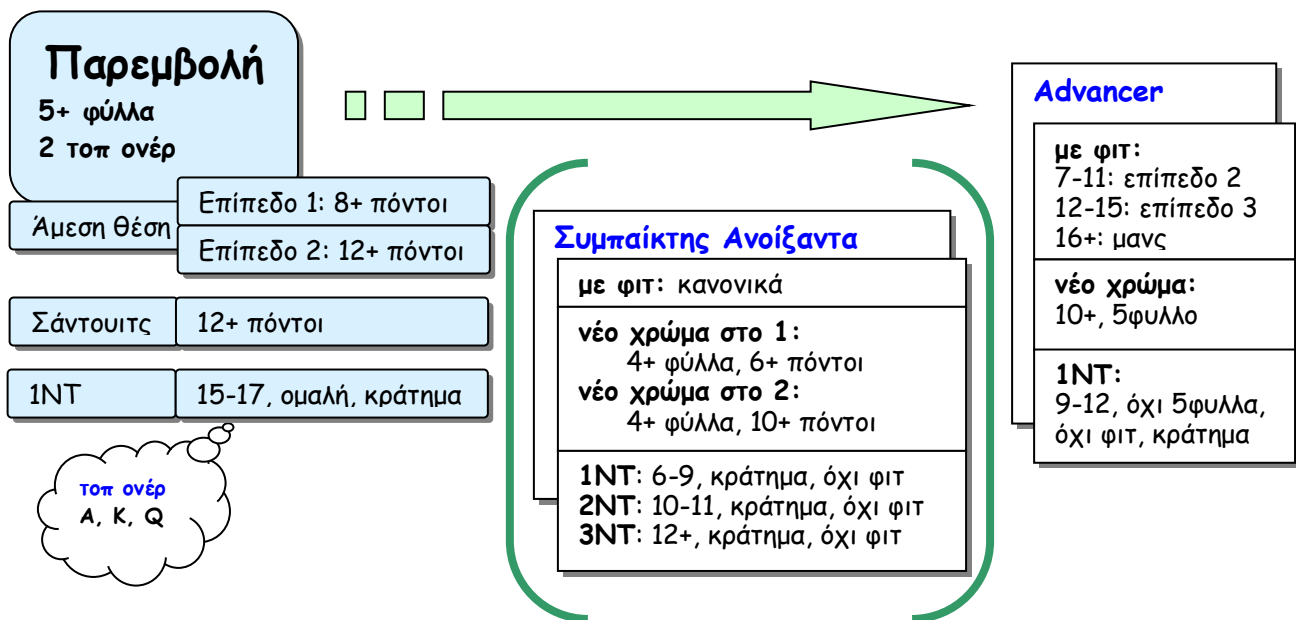 Παρεμβολή
5+ φύλλα
2 τοπ ονέρ
Άμεση θέση
Επίπεδο 1: 8+ πόντοι
Επίπεδο 2: 12+ πόντοι
Σάντουιτς
12+ πόντοι
1NT
15-17, ομαλή, κράτημα
τοπ ονέρ
A, K, Q
Συμπαίκτης Ανοίξαντα
με φιτ: κανονικά
νέο χρώμα στο 1:
4+ φύλλα, 6+ πόντοι
νέο χρώμα στο 2:
4+ φύλλα, 10+ πόντοι
1NT: 6-9, κράτημα, όχι φιτ
2NT: 10-11, κράτημα, όχι φιτ
3NT: 12+, κράτημα, όχι φιτ
Advancer
με φιτ:
7-11: επίπεδο 2
12-15: επίπεδο 3
16+: μανς
νέο χρώμα:
10+, 5φυλλο
1NT:
9-12, όχι 5φυλλα,
όχι φιτ, κράτημα